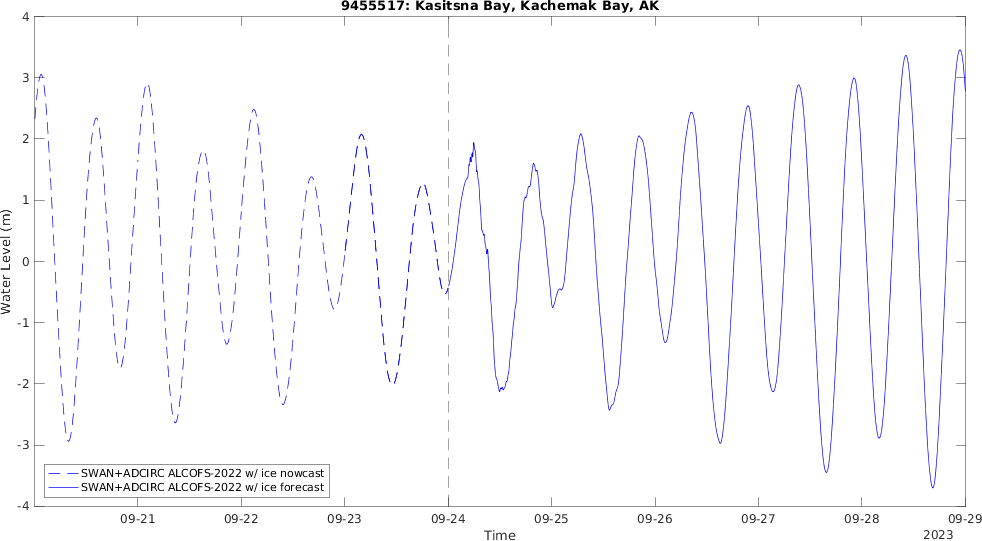 9455517: Kasitsna Bay, Kachemak Bay, AK
Water Level (m)
4
3
2
1
0
-1
-2
-3
-4
SWAN+ADCIRC ALCOFS-2022 w/ ice nowcast
SWAN+ADCIRC ALCOFS-2022 w/ ice forecast
09-21 09-22 09-23 09-24 09-25 09-26 09-27 09-28 09-29
Time
2023